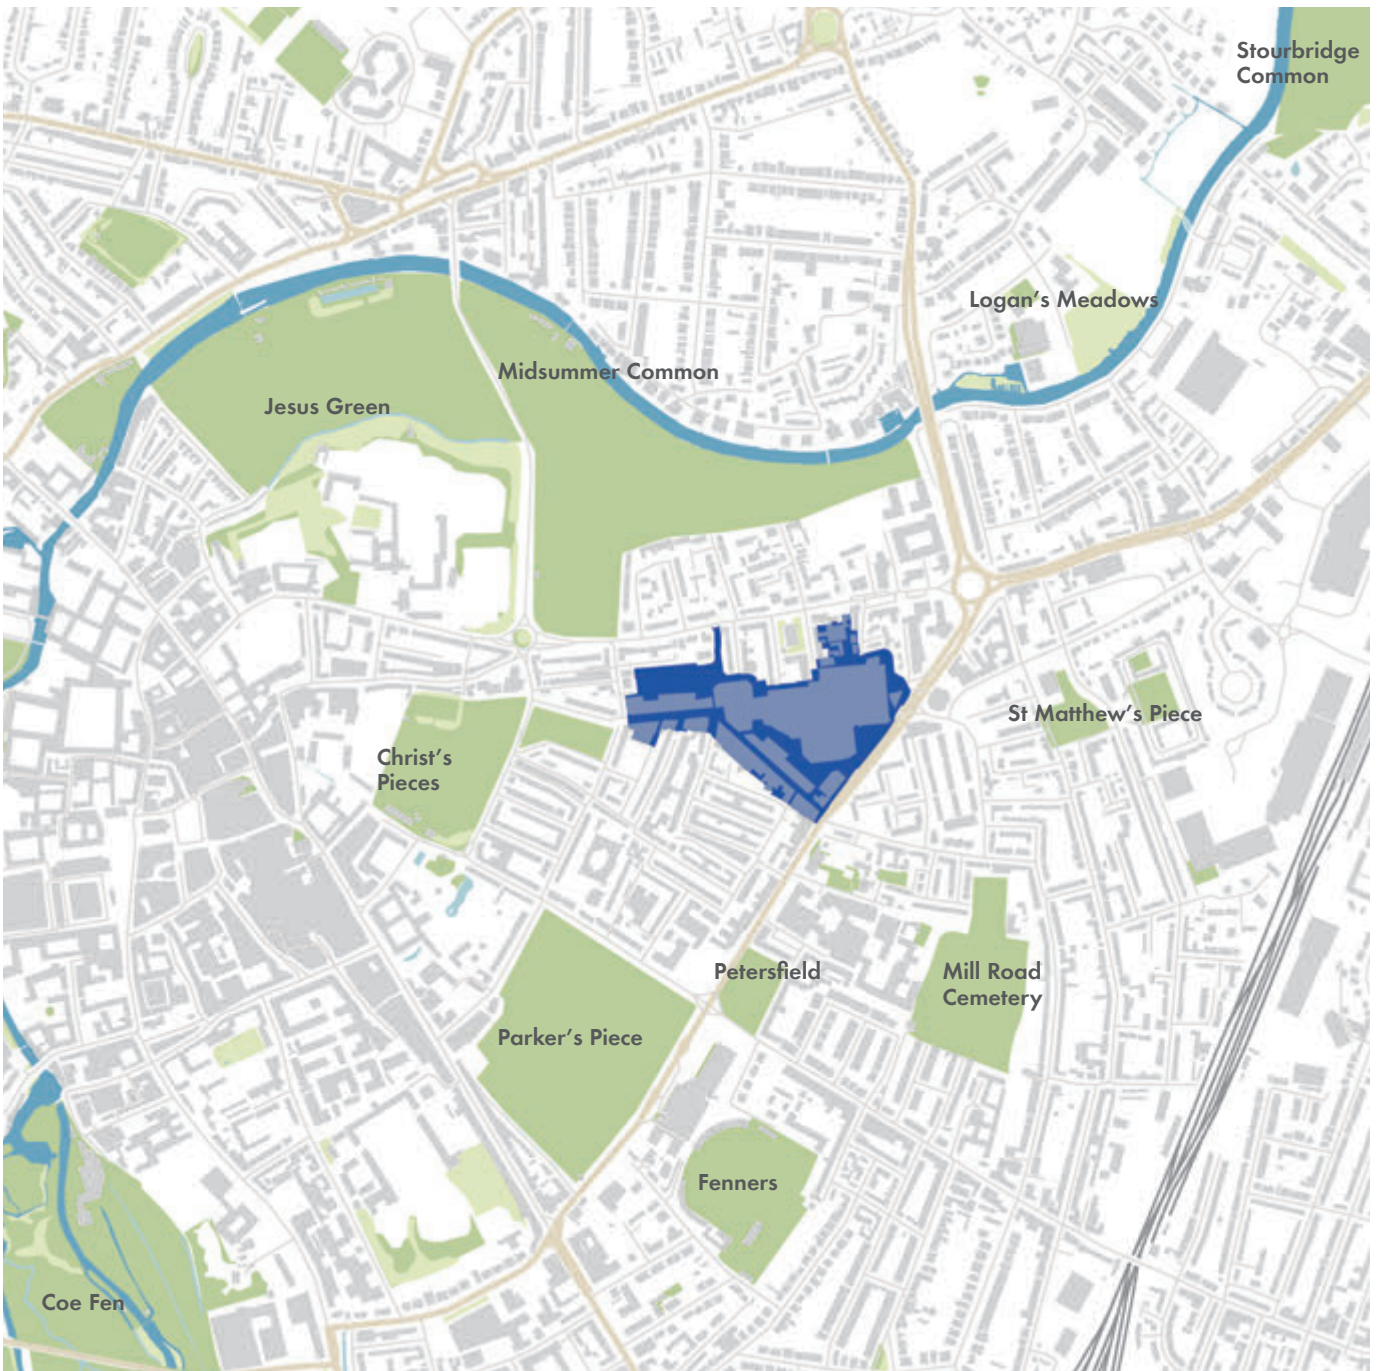 Stourbridge
Common
Logan's Meadows
Midsummer Common
Jesus Green
St Matthew's Piece
Christ's
Pieces
Petersfield
Mill Road
Cemetery
Parker's Piece
Fenners
Coe Fen